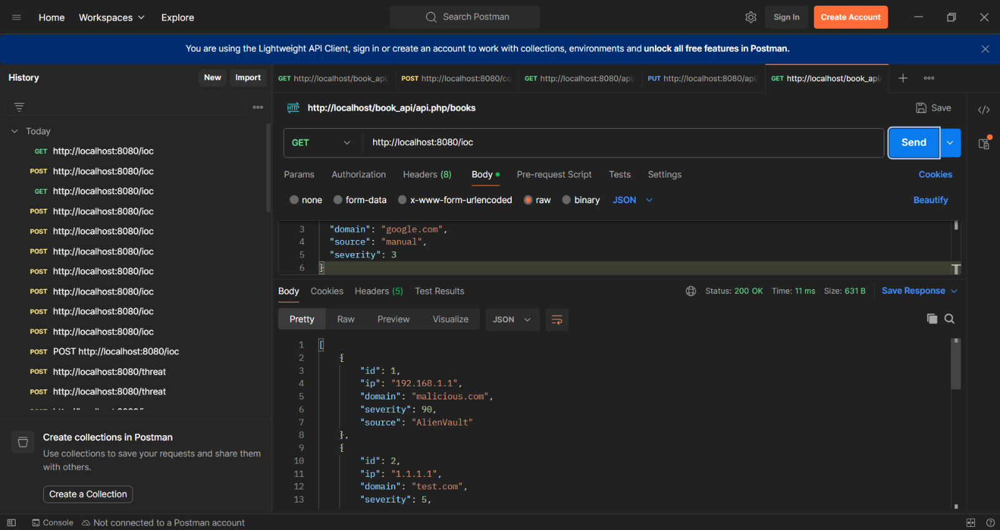 Home Workspaces Explore Search Postman Sign In Create Account
You are using the Lightweight API Client, sign in or create an account to work with collections, environments and unlock all free features in Postman.
History New Import
GET http://localhost/book_api/ POST http://localhost:8080/co GET http://localhost:8080/api/ PUT http://localhost:8080/api/ GET http://localhost/book_api/
HTTP http://localhost/book_api/api.php/books Save
Today
GET http://localhost:8080/ioc
POST http://localhost:8080/ioc
GET http://localhost:8080/ioc
POST http://localhost:8080/ioc
POST http://localhost:8080/ioc
POST http://localhost:8080/ioc
POST http://localhost:8080/ioc
POST http://localhost:8080/ioc
POST http://localhost:8080/ioc
POST http://localhost:8080/ioc
POST POST http://localhost:8080/ioc
POST http://localhost:8080/threat
POST http://localhost:8080/threat
Create collections in Postman
Use collections to save your requests and share them
with others.
Create a Collection
GET http://localhost:8080/ioc Send
Params Authorization Headers (8) Body Pre-request Script Tests Settings Cookies
none form-data x-www-form-urlencoded raw binary JSON Beautify
3 "domain": "google.com",
4 "source": "manual",
5 "severity": 3
6 }
Body Cookies Headers (5) Test Results Status: 200 OK Time: 11 ms Size: 631 B Save Response
Pretty Raw Preview Visualize JSON
1 [
2 {
3 "id": 1,
4 "ip": "192.168.1.1",
5 "domain": "malicious.com",
6 "severity": 90,
7 "source": "AlienVault"
8 },
9 {
10 "id": 2,
11 "ip": "1.1.1.1",
12 "domain": "test.com",
13 "severity": 5,
Console Not connected to a Postman account